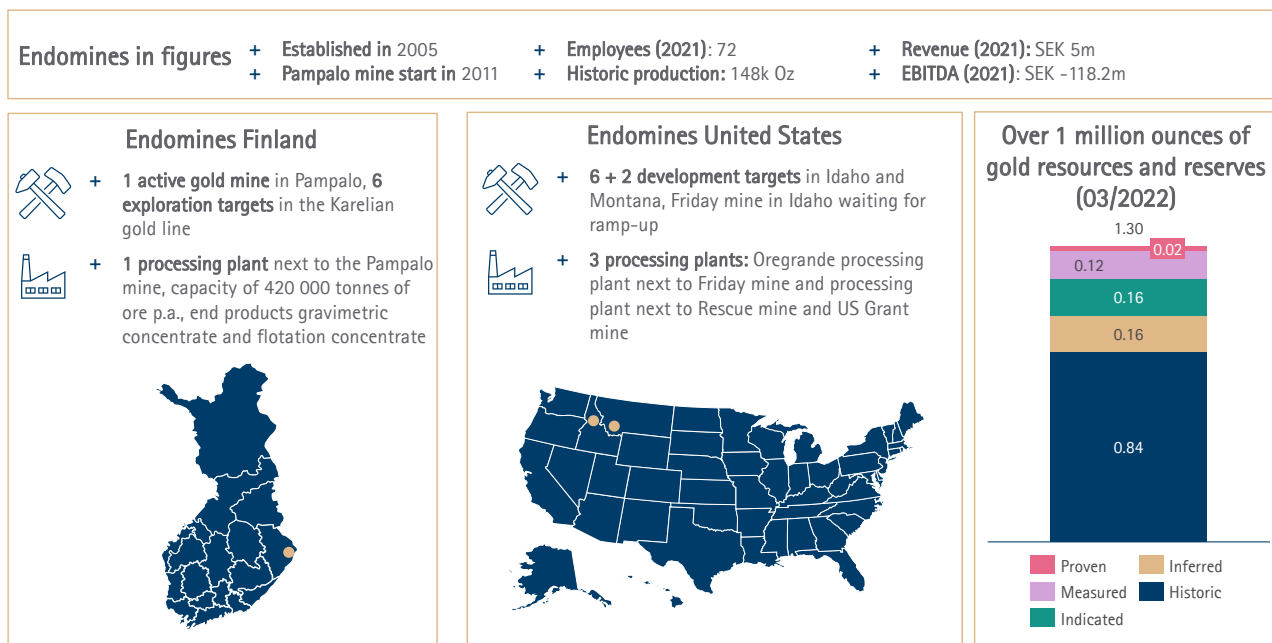 Endomines in figures
+ Established in 2005
+ Pampalo mine start in 2011
+ Employees (2021): 72
+ Historic production: 148k Oz
+ Revenue (2021): SEK 5m
+ EBITDA (2021): SEK -118.2m
Endomines Finland
+ 1 active gold mine in Pampalo, 6
exploration targets in the Karelian
gold line
+ 1 processing plant next to the Pampalo
mine, capacity of 420 000 tonnes of
ore p.a., end products gravimetric
concentrate and flotation concentrate
Endomines United States
+ 6 + 2 development targets in Idaho and
Montana, Friday mine in Idaho waiting for
ramp-up
+ 3 processing plants: Oregrande processing
plant next to Friday mine and processing
plant next to Rescue mine and US Grant
mine
Over 1 million ounces of
gold resources and reserves
(03/2022)
1.30
0.02
0.12
0.16
0.16
0.84
Proven
Inferred
Measured
Historic
Indicated